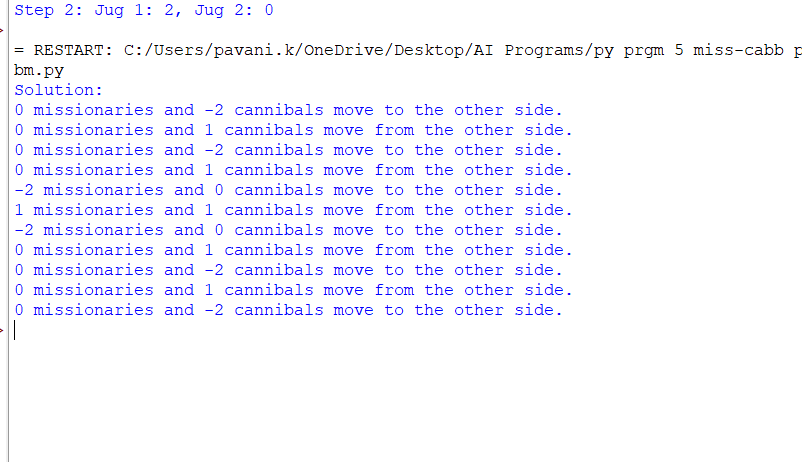 Step 2: Jug 1: 2, Jug 2: 0
= RESTART: C:/Users/pavani.k/OneDrive/Desktop/AI Programs/py prgm 5 miss-cabb p
bm.py
Solution:
0 missionaries and -2 cannibals move to the other side.
0 missionaries and 1 cannibals move from the other side.
0 missionaries and -2 cannibals move to the other side.
0 missionaries and 1 cannibals move from the other side.
-2 missionaries and 0 cannibals move to the other side.
1 missionaries and 1 cannibals move from the other side.
-2 missionaries and 0 cannibals move to the other side.
0 missionaries and 1 cannibals move from the other side.
0 missionaries and -2 cannibals move to the other side.
0 missionaries and 1 cannibals move from the other side.
0 missionaries and -2 cannibals move to the other side.